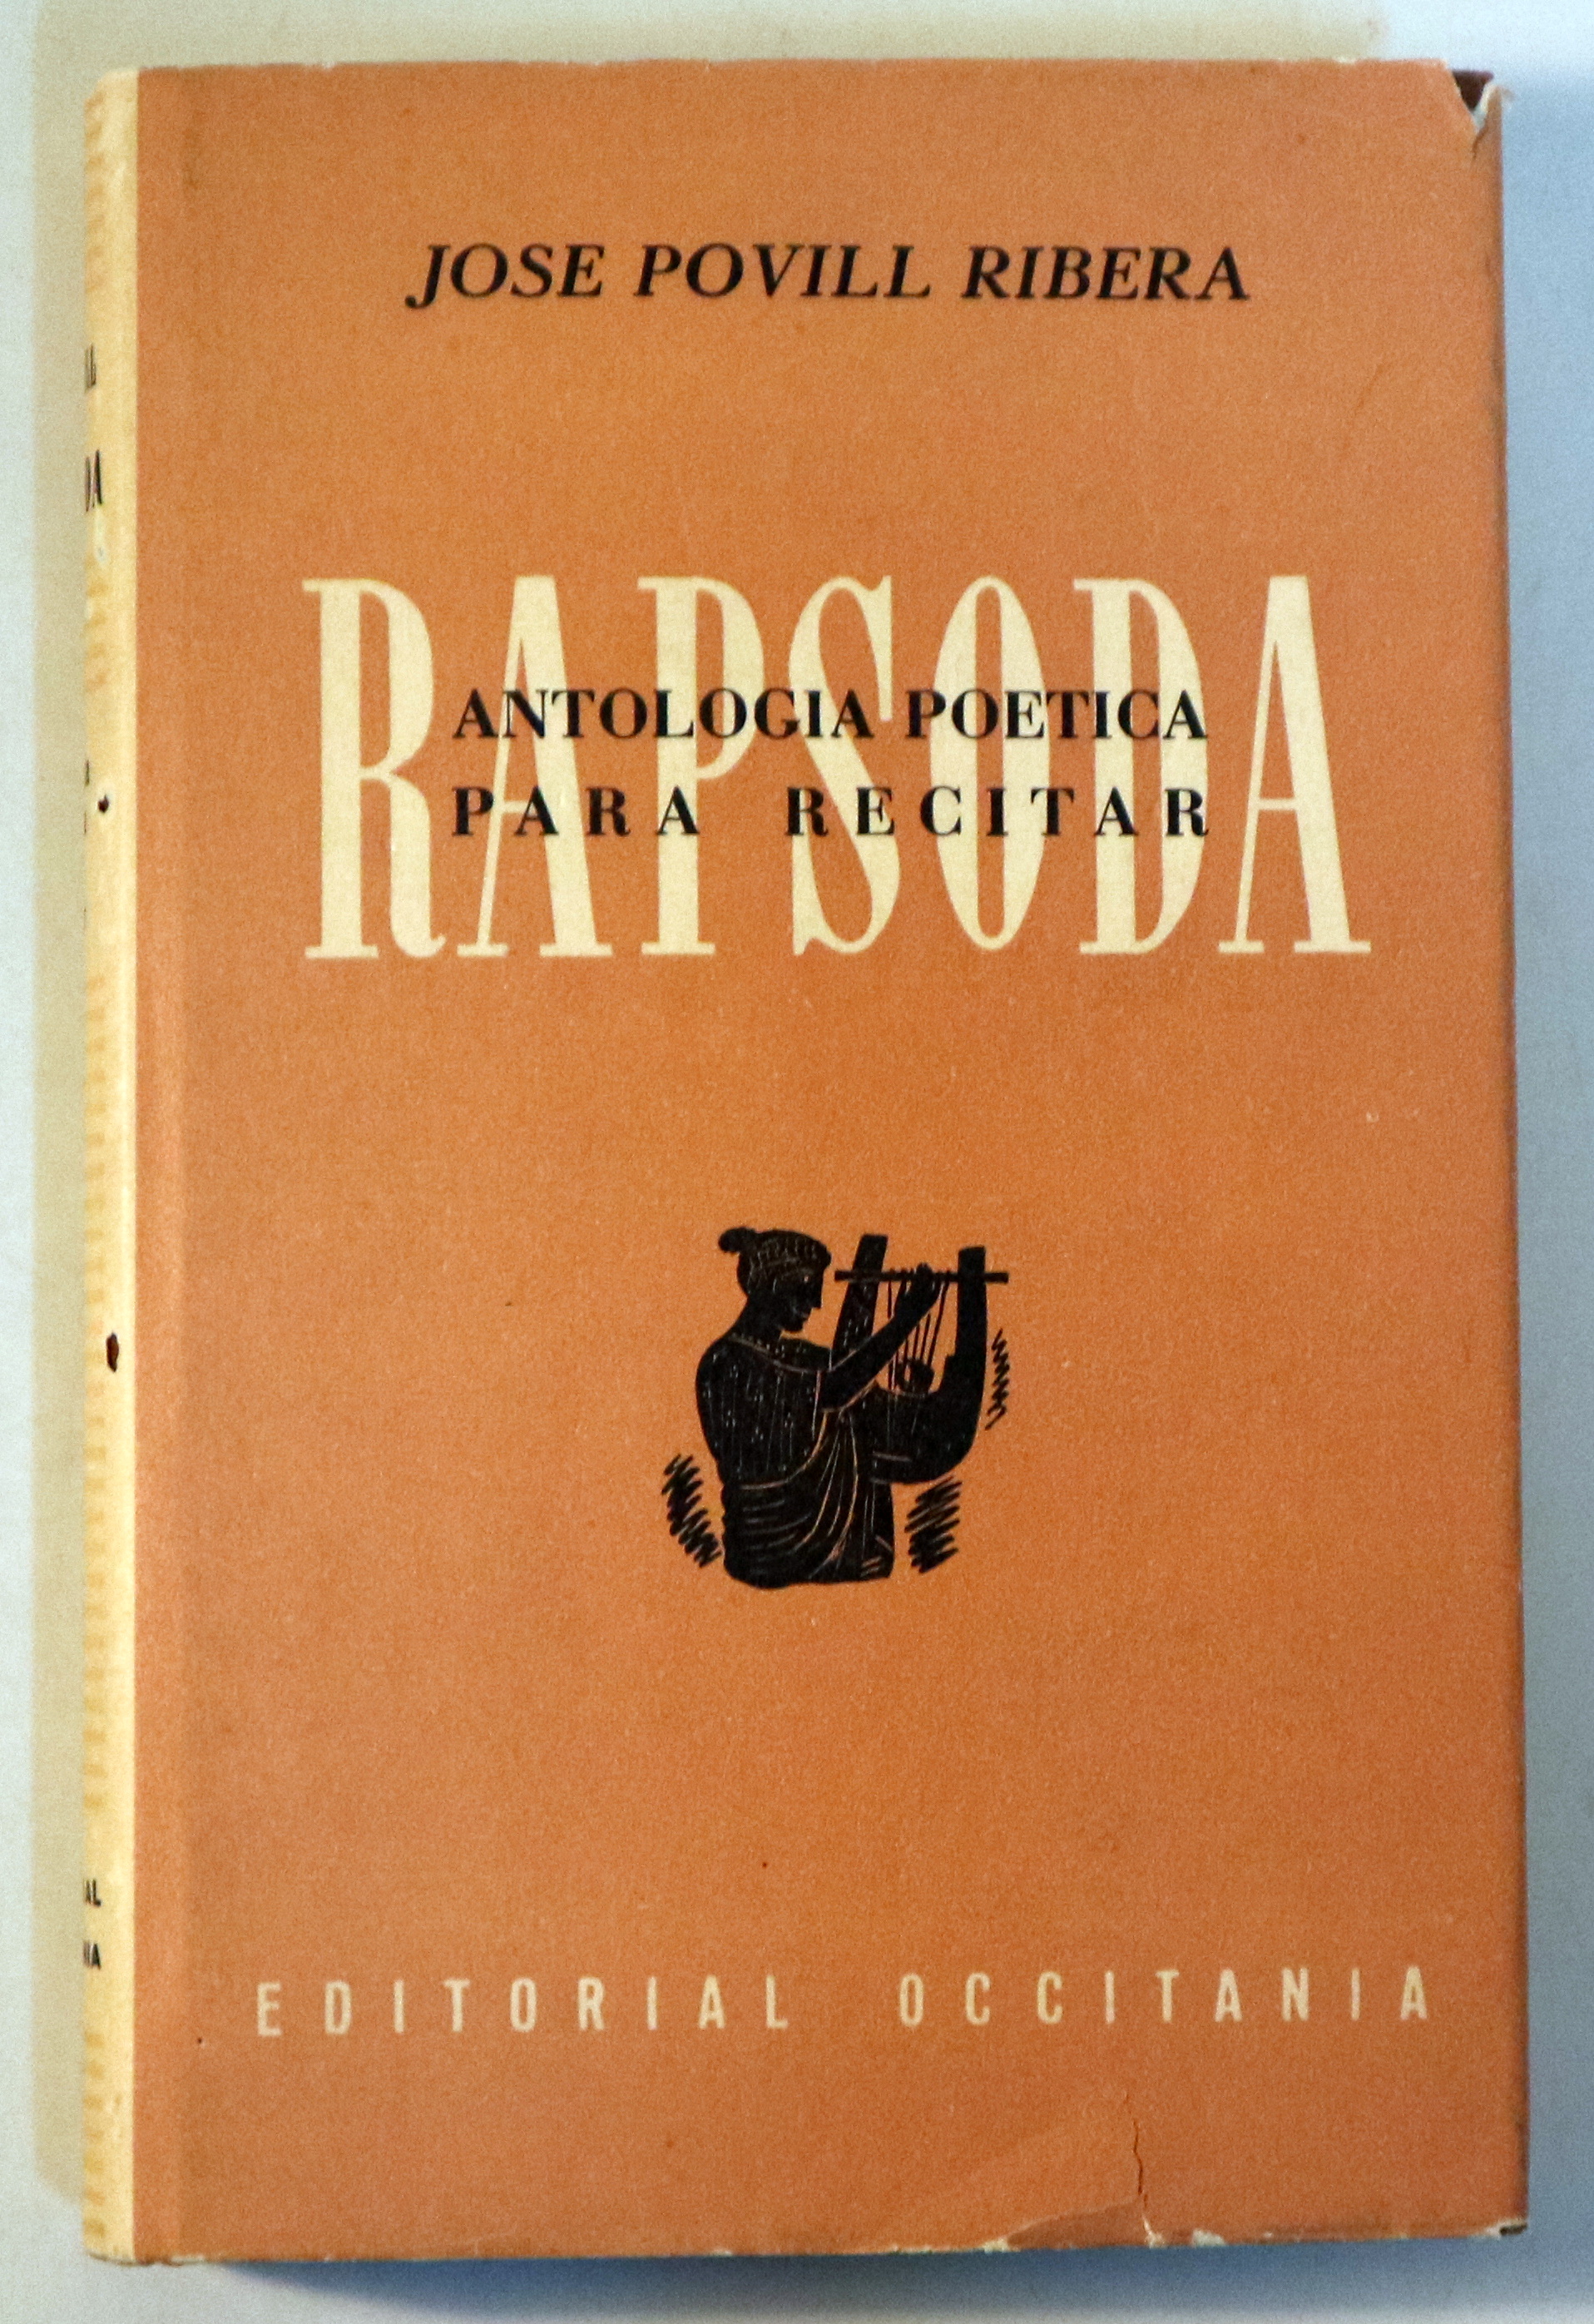 JOSE POVILL RIBERA
RAPSODA
ANTOLOGIA POETICA
PARA RECITAR
EDITORIAL OCCITANIA